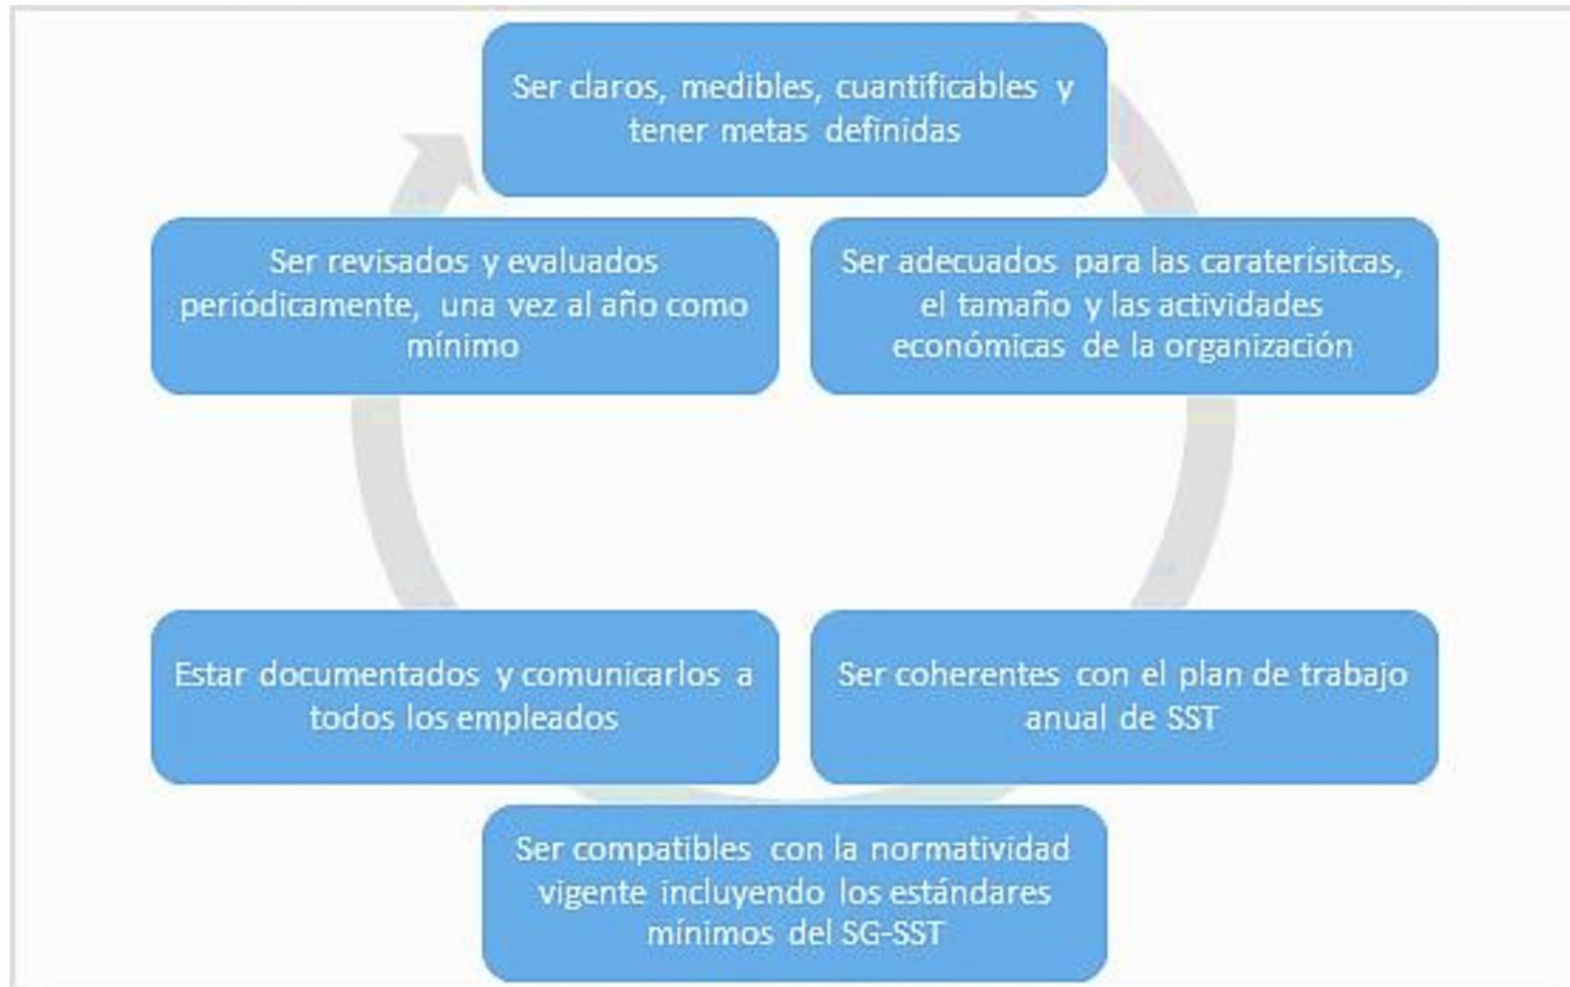 Ser claros, medibles, cuantificables y
tener metas definidas
Ser adecuados para las caraterísitcas,
el tamaño y las actividades
económicas de la organización
Ser coherentes con el plan de trabajo
anual de SST
Ser compatibles con la normatividad
vigente incluyendo los estándares
mínimos del SG-SST
Estar documentados y comunicarlos a
todos los empleados
Ser revisados y evaluados
periódicamente, una vez al año como
mínimo